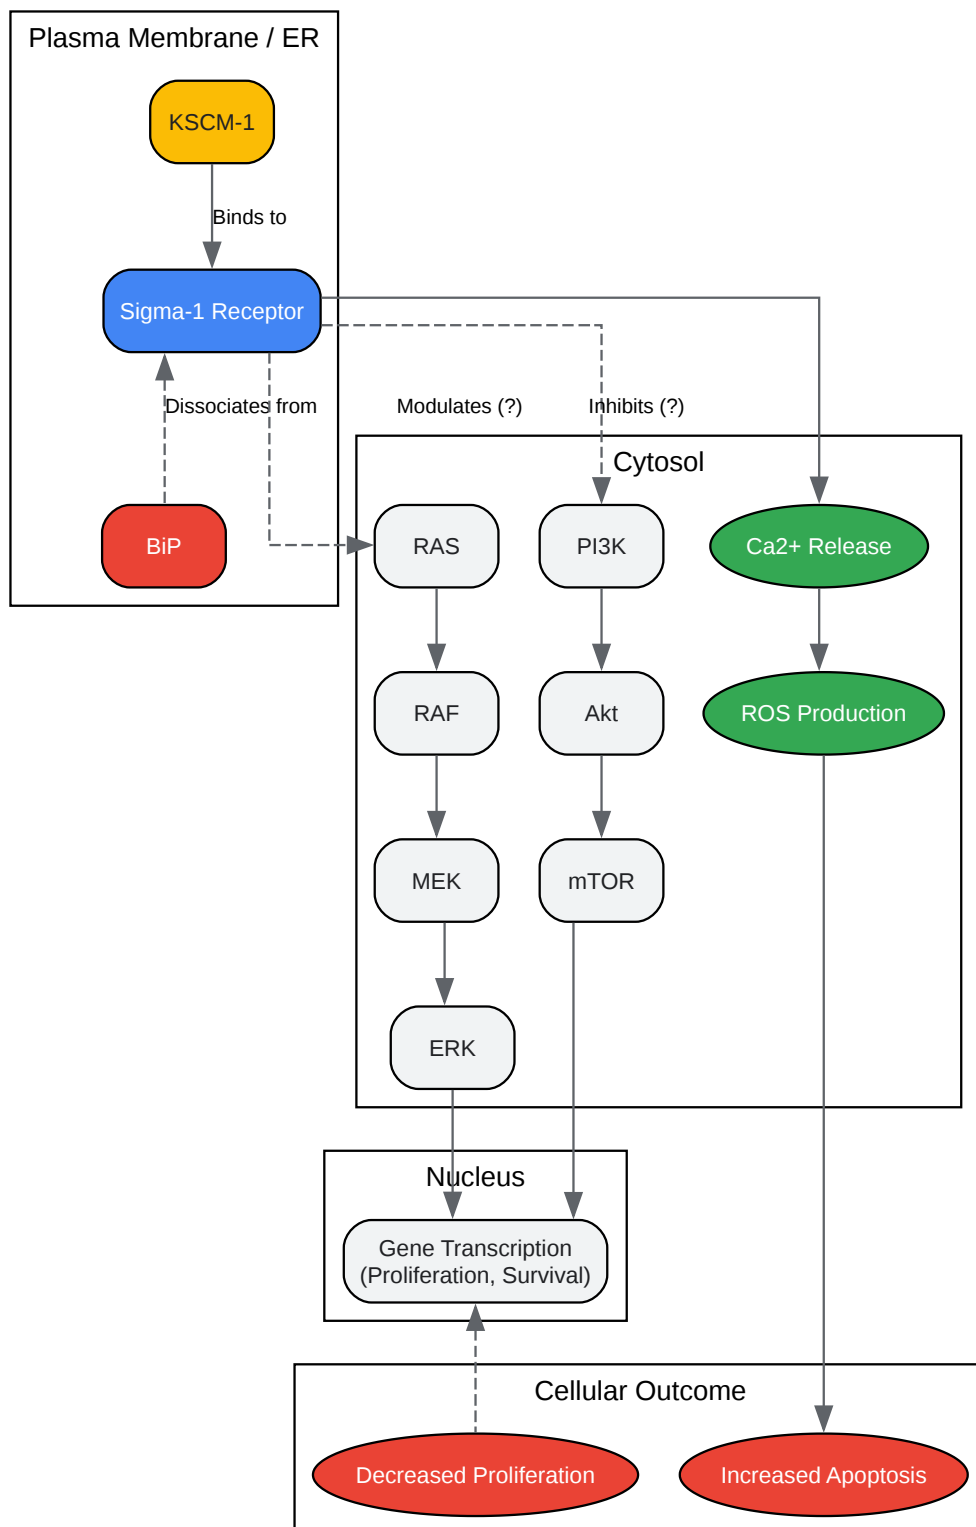 Plasma Membrane / ER
KSCM-1
Binds to
Sigma-1 Receptor
Dissociates from
Modulates (?)
Inhibits (?)
Cytosol
BiP
RAS
PI3K
Ca2+ Release
RAF
Akt
ROS Production
MEK
mTOR
ERK
Nucleus
Gene Transcription
(Proliferation, Survival)
Cellular Outcome
Decreased Proliferation
Increased Apoptosis